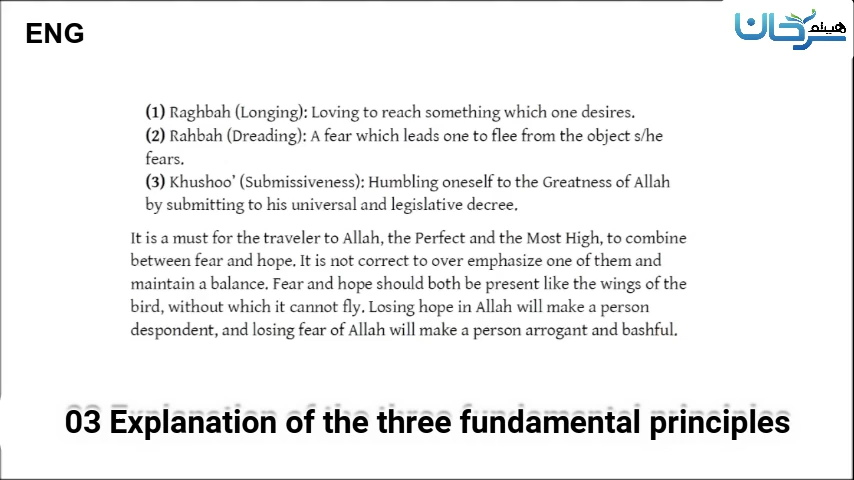 ENG
هيثم
سرحان
(1) Raghbah (Longing): Loving to reach something which one desires.
(2) Rahbah (Dreading): A fear which leads one to flee from the object s/he
fears.
(3) Khushoo’ (Submissiveness): Humbling oneself to the Greatness of Allah
by submitting to his universal and legislative decree.
It is a must for the traveler to Allah, the Perfect and the Most High, to combine
between fear and hope. It is not correct to over emphasize one of them and
maintain a balance. Fear and hope should both be present like the wings of the
bird, without which it cannot fly. Losing hope in Allah will make a person
despondent, and losing fear of Allah will make a person arrogant and bashful.
03 Explanation of the three fundamental principles